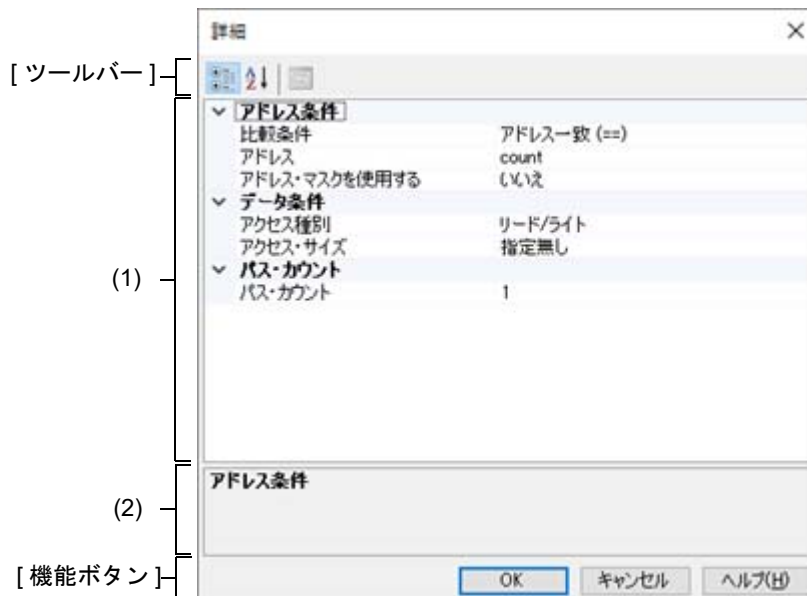 詳細
[ ツールバー ]
アドレス条件
比較条件 アドレス一致 (==)
アドレス count
アドレス・マスクを使用する いいえ
データ条件
アクセス種別 リード/ライト
アクセス・サイズ 指定無し
パス・カウント
パス・カウント 1
(1)
アドレス条件
(2)
[ 機能ボタン ]
OK キャンセル ヘルプ(H)